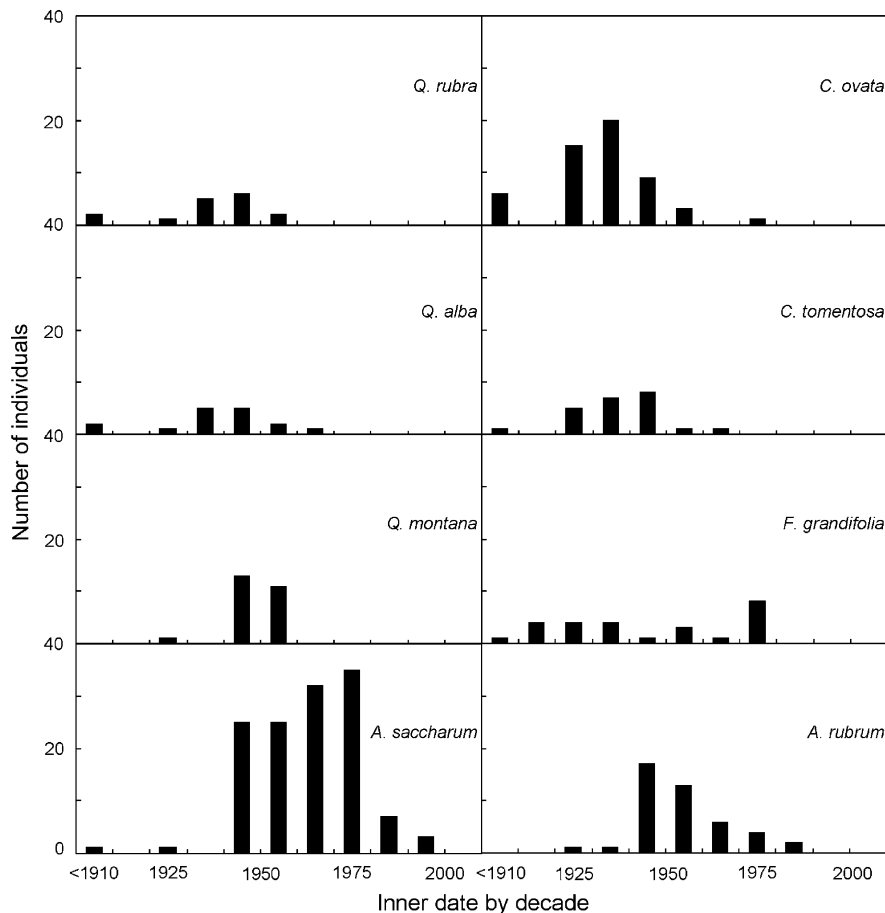 40
Q. rubra
C. ovata
20
40
Q. alba
C. tomentosa
20
40
Number of individuals
Q. montana
F. grandifolia
20
40
A. saccharum
A. rubrum
20
0
<1910 1925 1950 1975 2000 <1910 1925 1950 1975 2000
Inner date by decade